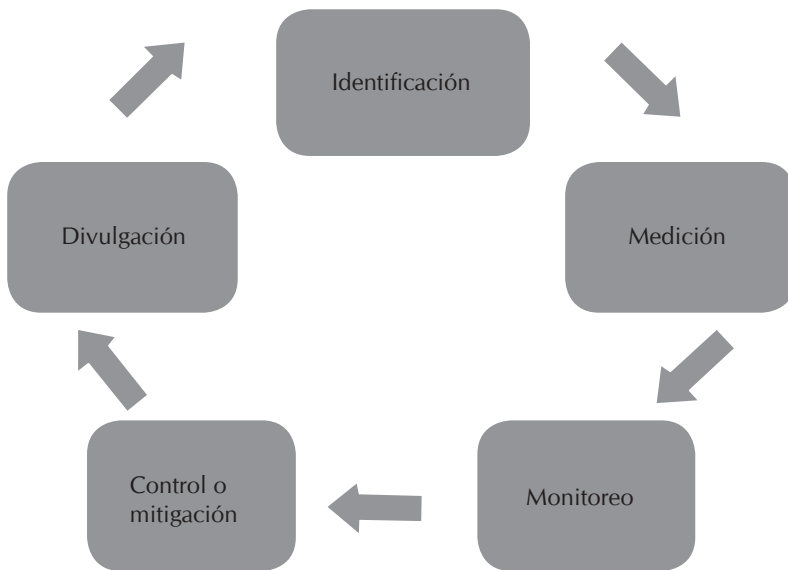 Identificación
Medición
Monitoreo
Control o
mitigación
Divulgación